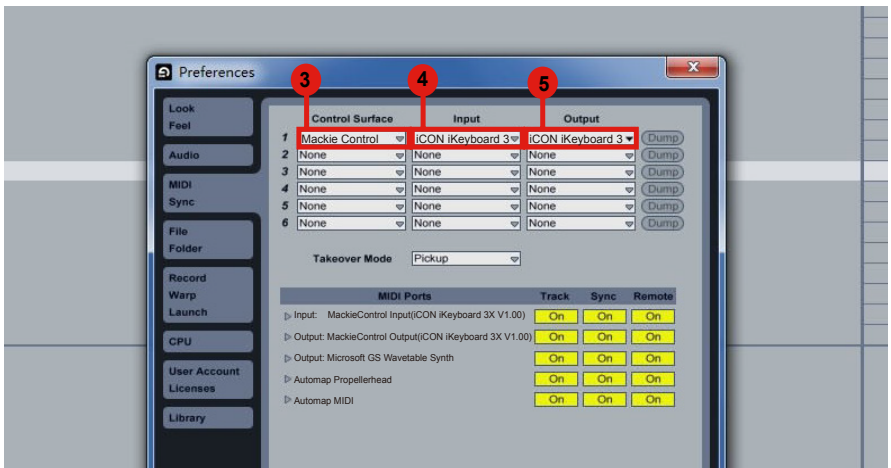 Preferences
X
3
4
5
Look
Feel
Audio
MIDI
Sync
File
Folder
Record
Warp
Launch
CPU
User Account
Licenses
Library
Control Surface Input Output
1 Mackie Control iCON iKeyboard 3 iCON iKeyboard 3 Dump
2 None None None Dump
3 None None None Dump
4 None None None Dump
5 None None None Dump
6 None None None Dump
Takeover Mode Pickup
MIDI Ports Track Sync Remote
Input: MackieControl Input(iCON iKeyboard 3X V1.00) On On On
Output: MackieControl Output(iCON iKeyboard 3X V1.00) On On On
Output: Microsoft GS Wavetable Synth On On On
Automap Propellerhead On On On
Automap MIDI On On On